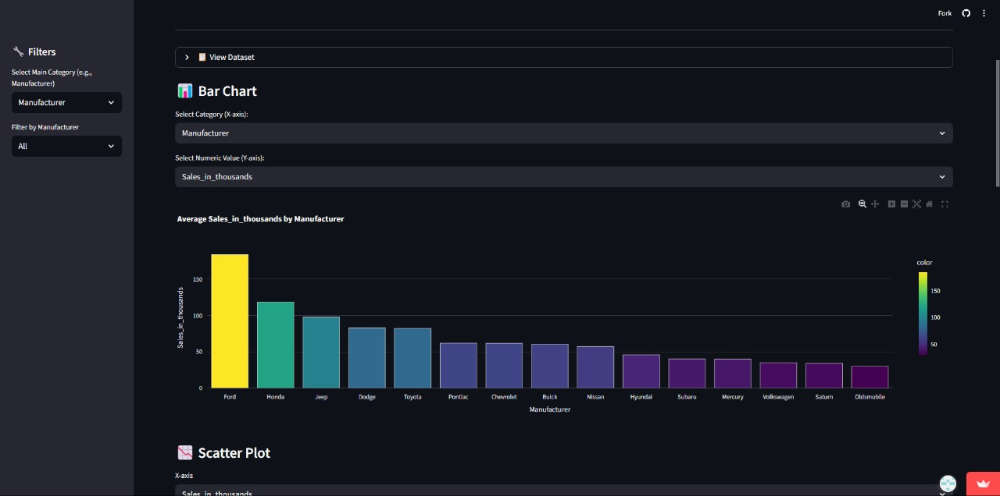 Fork
Filters
Select Main Category (e.g.,
Manufacturer)
Manufacturer
Filter by Manufacturer
All
View Dataset
Bar Chart
Select Category (X-axis):
Manufacturer
Select Numeric Value (Y-axis):
Sales_in_thousands
Average Sales_in_thousands by Manufacturer
Sales_in_thousands
150
100
50
0
Ford Honda Jeep Dodge Toyota Pontiac Chevrolet Buick Nissan Hyundai Subaru Mercury Volkswagen Saturn Oldsmobile
Manufacturer
color
150
100
50
Scatter Plot
X-axis
Sales_in_thousands